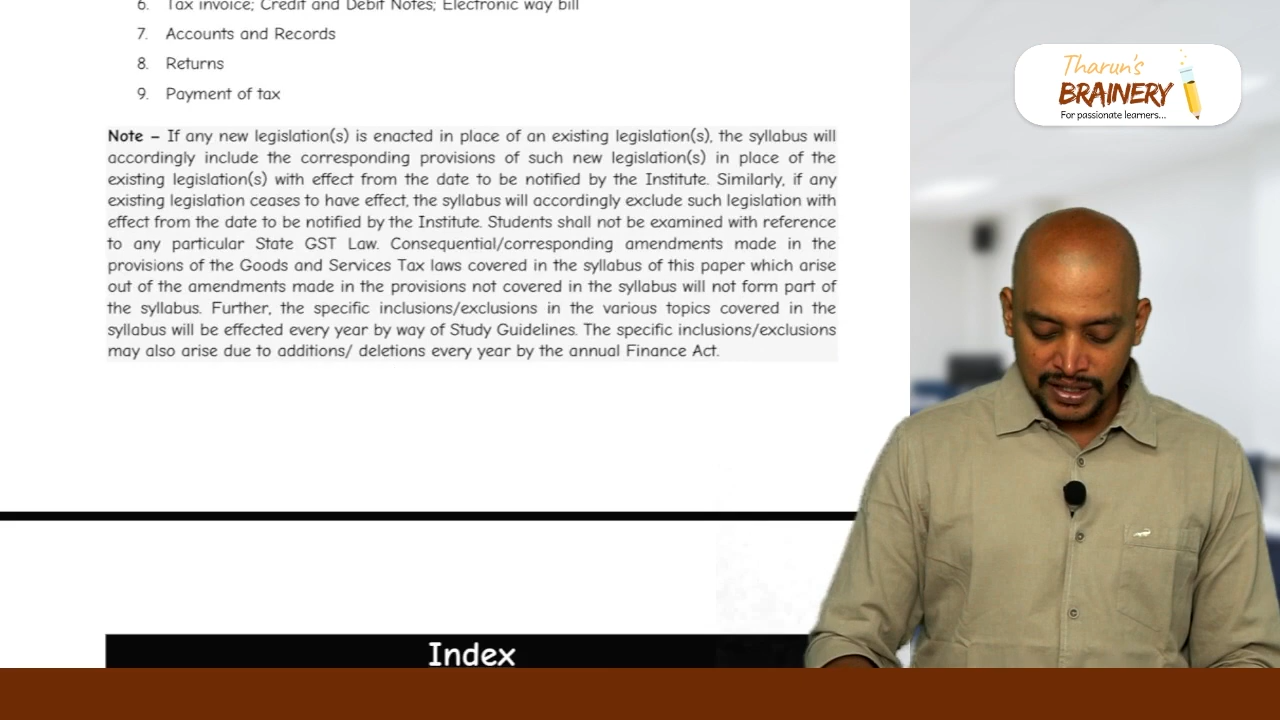 6. Tax invoice; Credit and Debit Notes; Electronic way bill
7. Accounts and Records
8. Returns
9. Payment of tax
Note – If any new legislation(s) is enacted in place of an existing legislation(s), the syllabus will
accordingly include the corresponding provisions of such new legislation(s) in place of the
existing legislation(s) with effect from the date to be notified by the Institute. Similarly, if any
existing legislation ceases to have effect, the syllabus will accordingly exclude such legislation with
effect from the date to be notified by the Institute. Students shall not be examined with reference
to any particular State GST Law. Consequential/corresponding amendments made in the
provisions of the Goods and Services Tax laws covered in the syllabus of this paper which arise
out of the amendments made in the provisions not covered in the syllabus will not form part of
the syllabus. Further, the specific inclusions/exclusions in the various topics covered in the
syllabus will be effected every year by way of Study Guidelines. The specific inclusions/exclusions
may also arise due to additions/ deletions every year by the annual Finance Act.
Index
Tharun's
BRAINERY
For passionate learners...